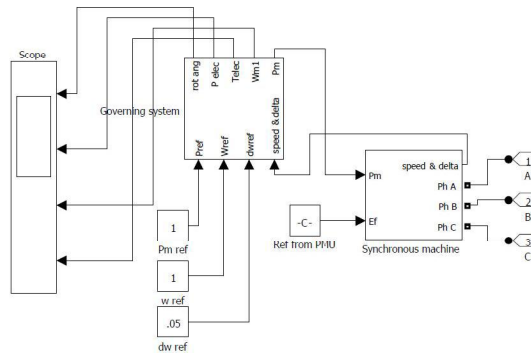 Scope
rot ang
P elec
Telec
Wm1
Pm
Governing system
Pref
Wref
dwref
speed & delta
speed & delta
Pm
Ph A
Ph B
Ef
Ph C
Synchronous machine
1
A
2
B
3
C
-C-
Ref from PMU
1
Pm ref
1
w ref
.05
dw ref